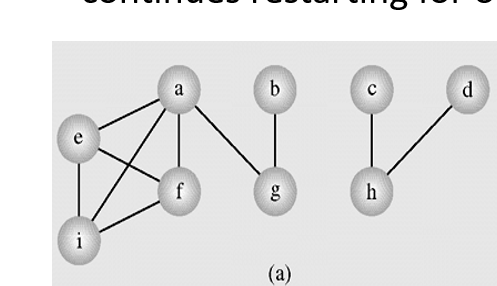 continues restarting for o
a b c d
e
f g h
i
(a)